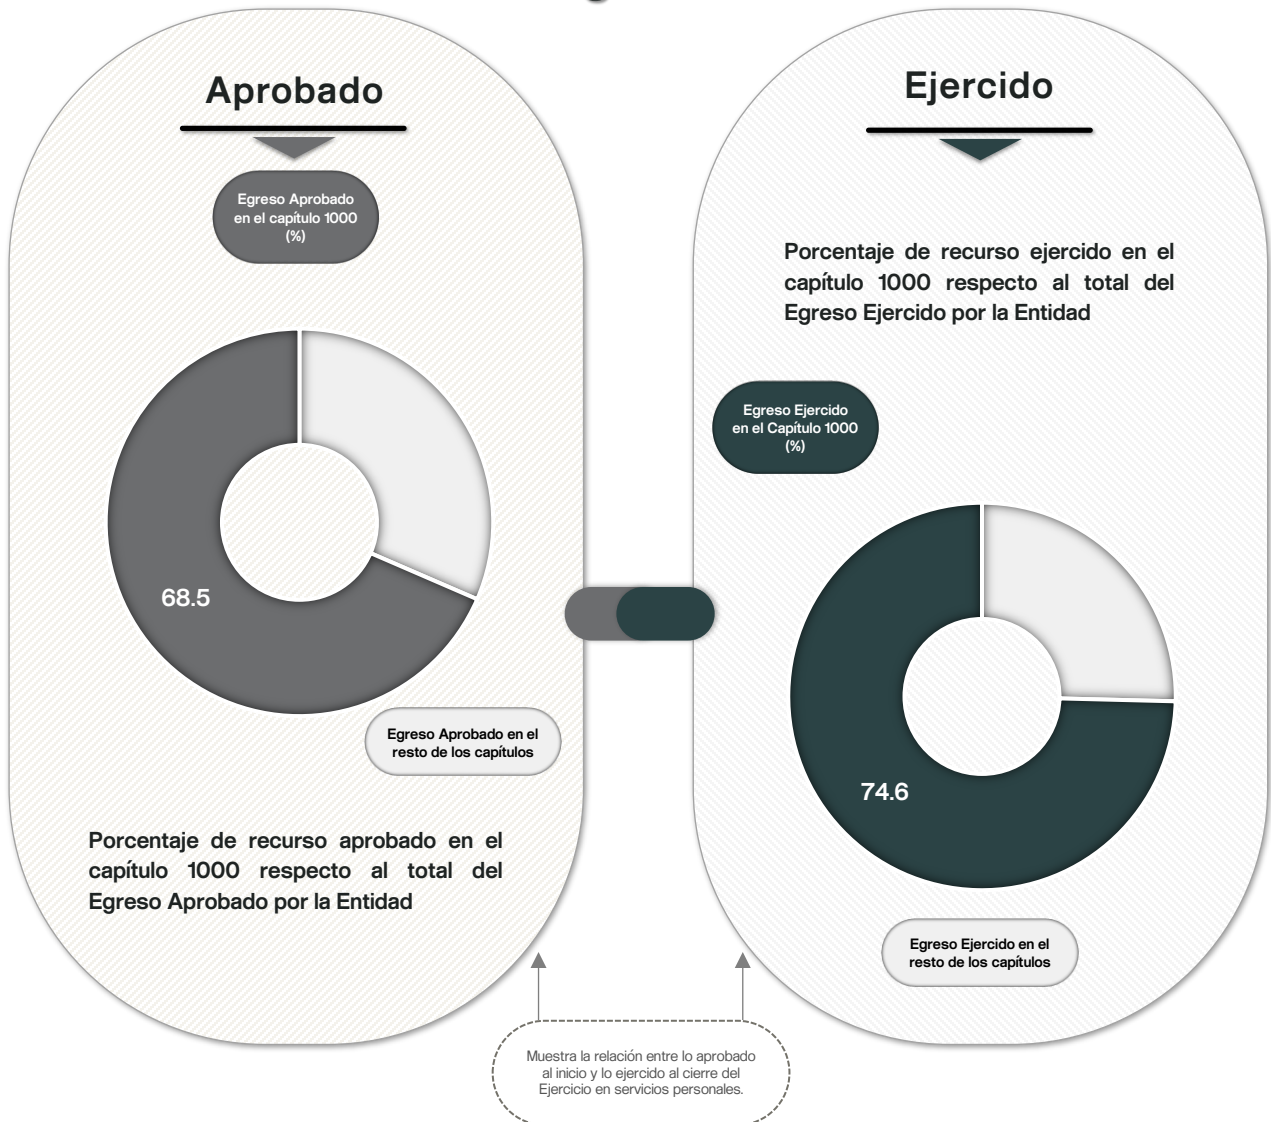 Aprobado
Egreso Aprobado
en el capítulo 1000
(%)
68.5
Egreso Aprobado en el
resto de los capítulos
Porcentaje de recurso aprobado en el
capítulo 1000 respecto al total del
Egreso Aprobado por la Entidad
Ejercido
Porcentaje de recurso ejercido en el
capítulo 1000 respecto al total del
Egreso Ejercido por la Entidad
Egreso Ejercido
en el Capítulo 1000
(%)
74.6
Egreso Ejercido en el
resto de los capítulos
Muestra la relación entre lo aprobado
al inicio y lo ejercido al cierre del
Ejercicio en servicios personales.